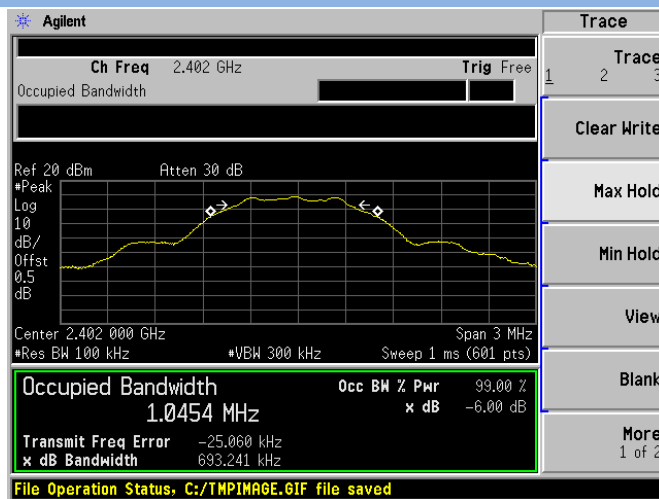 Agilent
Trace
Ch Freq 2.402 GHz Trig Free
Occupied Bandwidth
Trace
1 2 3
Clear Write
Max Hold
Min Hold
View
Blank
More
1 of 2
Ref 20 dBm Atten 30 dB
#Peak
Log
10
dB/
Offst
0.5
dB
Center 2.402 000 GHz Span 3 MHz
#Res BW 100 kHz #VBW 300 kHz Sweep 1 ms (601 pts)
Occupied Bandwidth Occ BW % Pwr 99.00 %
1.0454 MHz x dB -6.00 dB
Transmit Freq Error -25.060 kHz
x dB Bandwidth 693.241 kHz
File Operation Status, C:/TMPIMAGE.GIF file saved